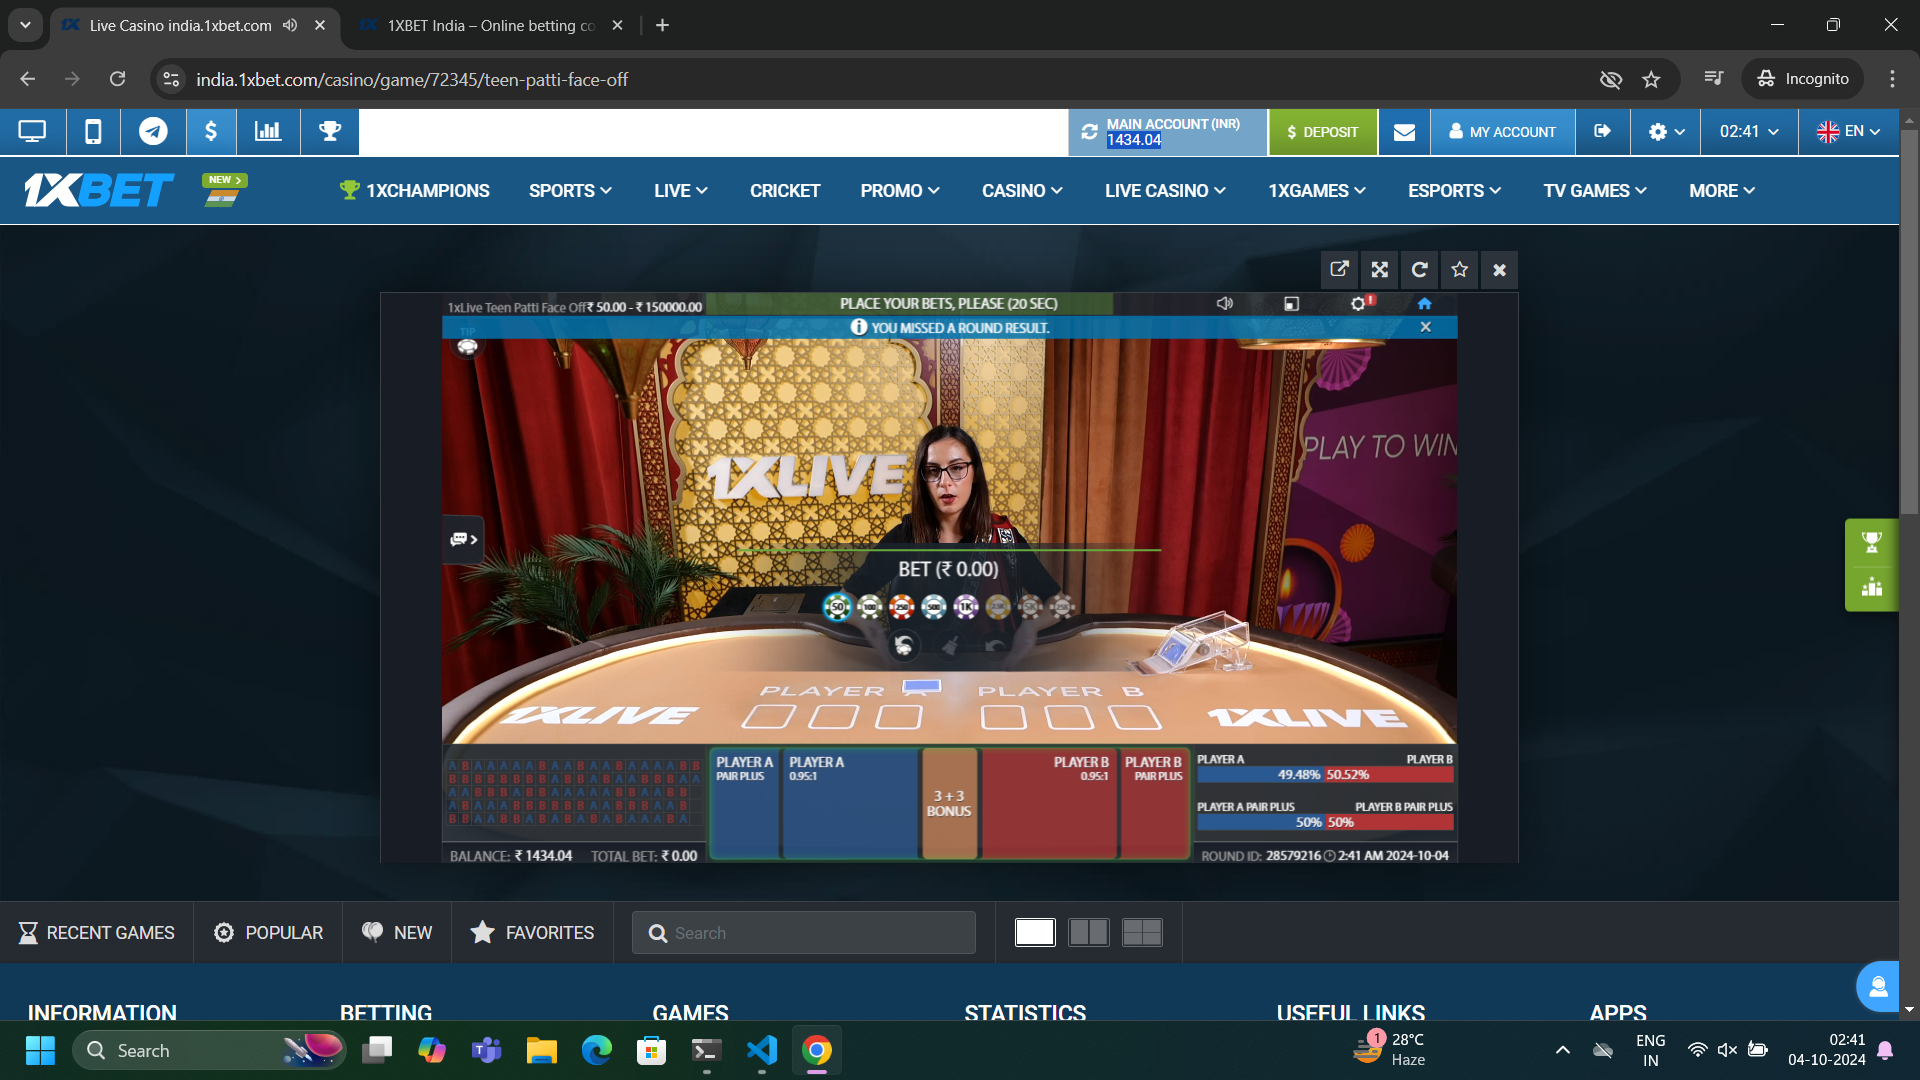 Live Casino india.1xbet.com
1XBET India – Online betting co
india.1xbet.com/casino/game/72345/teen-patti-face-off
Incognito
MAIN ACCOUNT (INR)
1434.04
$ DEPOSIT
MY ACCOUNT
02:41
EN
1XBET
NEW >
1XCHAMPIONS
SPORTS
LIVE
CRICKET
PROMO
CASINO
LIVE CASINO
1XGAMES
ESPORTS
TV GAMES
MORE
1xLive Teen Patti Face Off ₹ 50.00 - ₹ 150000.00
PLACE YOUR BETS, PLEASE (20 SEC)
YOU MISSED A ROUND RESULT.
TIP
1XLIVE
PLAY TO WIN
BET (₹ 0.00)
50 100 250 500 1K
PLAYER A PLAYER B
1XLIVE 1XLIVE
PLAYER A
PAIR PLUS
PLAYER A
0.95:1
3 + 3
BONUS
PLAYER B
0.95:1
PLAYER B
PAIR PLUS
PLAYER A PLAYER B
49.48% 50.52%
PLAYER A PAIR PLUS PLAYER B PAIR PLUS
50% 50%
BALANCE: ₹ 1434.04 TOTAL BET: ₹ 0.00
ROUND ID: 28579216 2:41 AM 2024-10-04
RECENT GAMES
POPULAR
NEW
FAVORITES
Search
INFORMATION
BETTING
GAMES
STATISTICS
USEFUL LINKS
APPS
Search
1
28°C
Haze
ENG
IN
02:41
04-10-2024